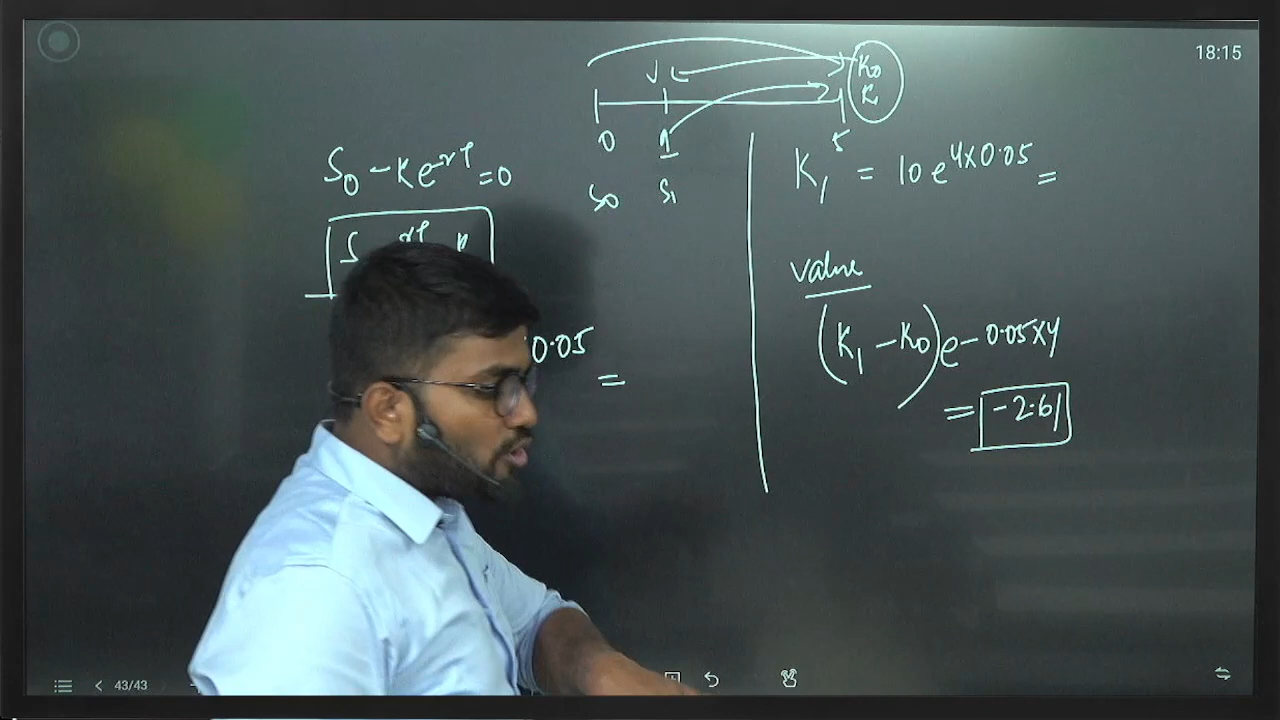 18:15
K₀
K₁
0 1 5
S₀ S₁
S₀ - Ke^-rT = 0
0.05 =
K₁ = 10 e^4×0.05 =
value
(K₁ - K₀) e^-0.05×4
= -2.61
43/43